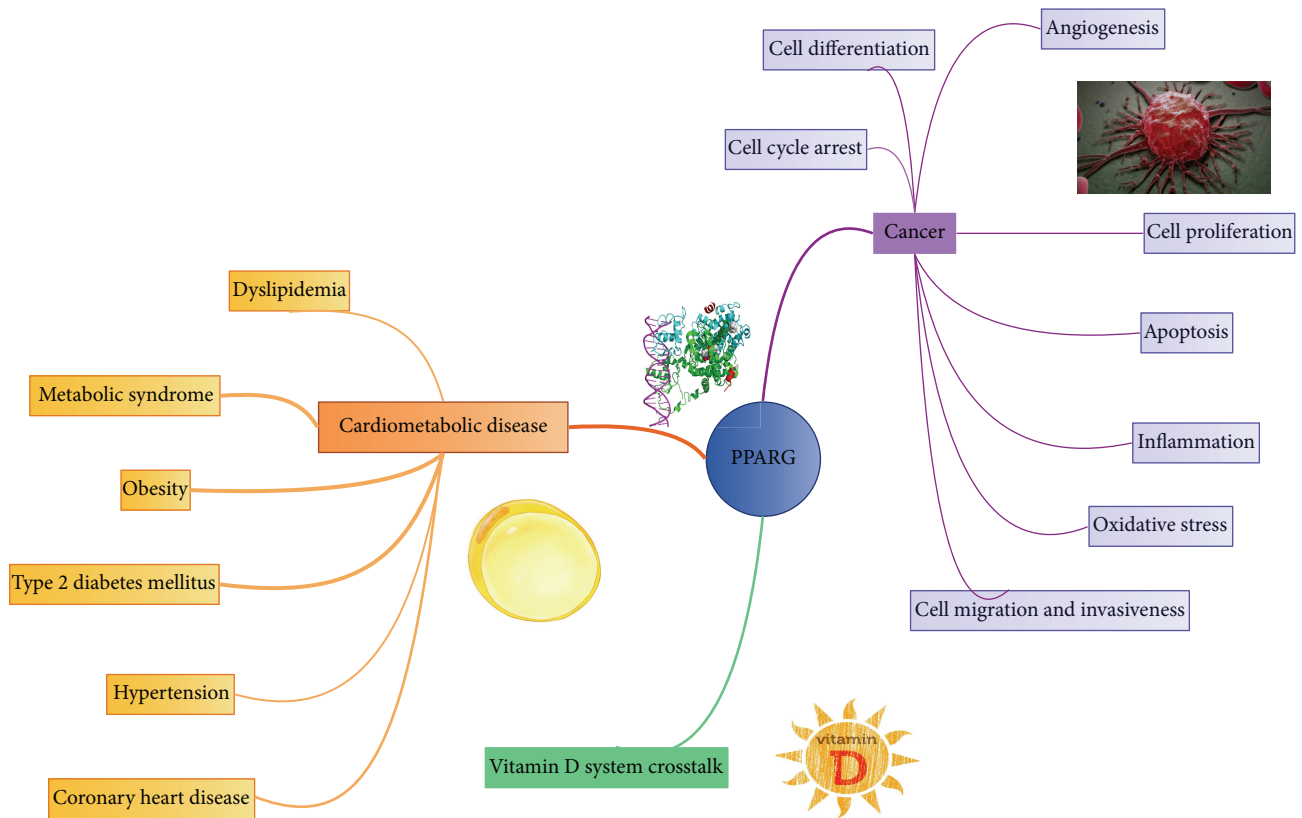 Angiogenesis
Cell differentiation
Cell cycle arrest
Cancer
Cell proliferation
Dyslipidemia
Apoptosis
Metabolic syndrome
Cardiometabolic disease
Inflammation
PPARG
Obesity
Oxidative stress
Type 2 diabetes mellitus
Cell migration and invasiveness
Hypertension
vitamin
D
Vitamin D system crosstalk
Coronary heart disease